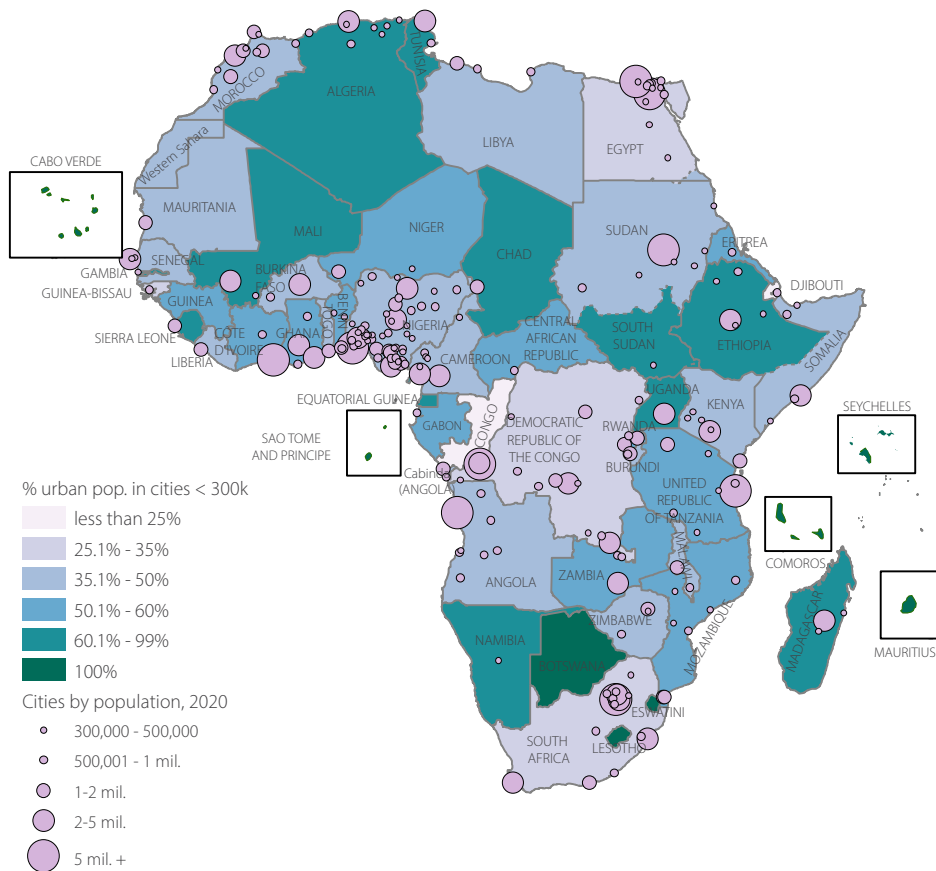 TUNISIA
MOROCCO
ALGERIA
LIBYA
EGYPT
Western Sahara
CABO VERDE
MAURITANIA
MALI
NIGER
CHAD
SUDAN
ERITREA
SENEGAL
GAMBIA
GUINEA-BISSAU
BURKINA
FASO
DJIBOUTI
GUINEA
BENIN
TOGO
NIGERIA
SIERRA LEONE
COTE
D'IVOIRE
GHANA
LIBERIA
CENTRAL
AFRICAN
REPUBLIC
SOUTH
SUDAN
ETHIOPIA
SOMALIA
CAMEROON
EQUATORIAL GUINEA
UGANDA
KENYA
SEYCHELLES
GABON
CONGO
DEMOCRATIC
REPUBLIC OF
THE CONGO
RWANDA
BURUNDI
SAO TOME
AND PRINCIPE
Cabinda
(ANGOLA)
UNITED
REPUBLIC
OF TANZANIA
COMOROS
ANGOLA
ZAMBIA
MALAWI
MOZAMBIQUE
ZIMBABWE
MADAGASCAR
MAURITIUS
NAMIBIA
BOTSWANA
ESWATINI
SOUTH
AFRICA
LESOTHO
% urban pop. in cities < 300k
less than 25%
25.1% - 35%
35.1% - 50%
50.1% - 60%
60.1% - 99%
100%
Cities by population, 2020
300,000 - 500,000
500,001 - 1 mil.
1-2 mil.
2-5 mil.
5 mil. +